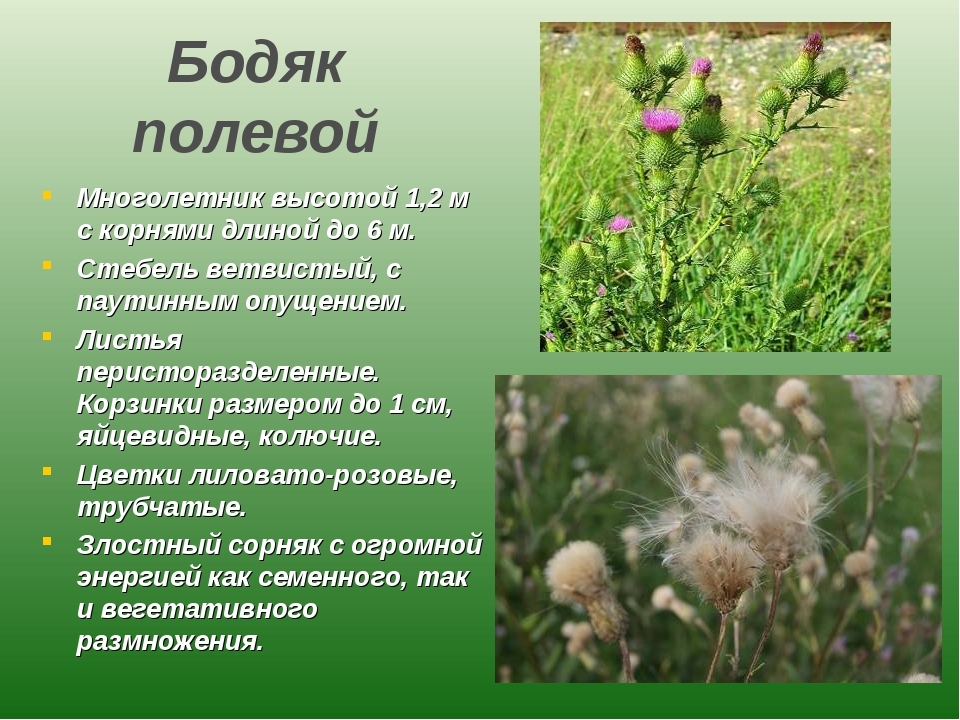 Бодяк
полевой
Многолетник высотой 1,2 м
с корнями длиной до 6 м.
Стебель ветвистый, с
паутинным опущением.
Листья
перисторазделенные.
Корзинки размером до 1 см,
яйцевидные, колючие.
Цветки лиловато-розовые,
трубчатые.
Злостный сорняк с огромной
энергией как семенного, так
и вегетативного
размножения.